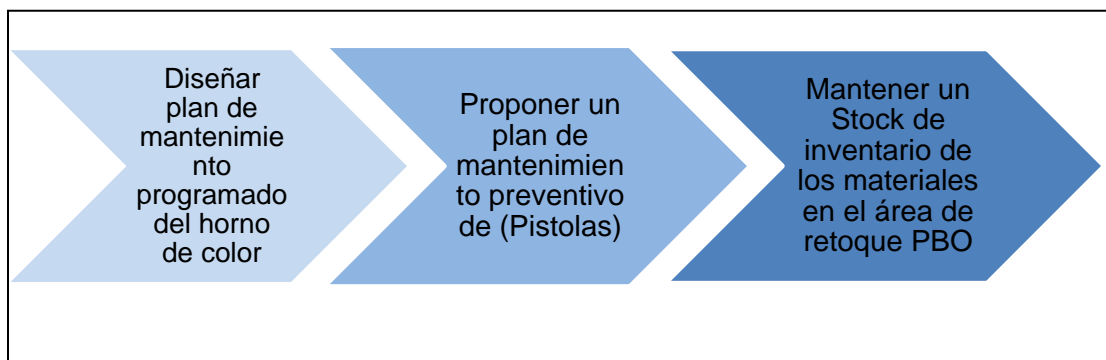 Diseñar
plan de
mantenimie
nto
programado
del horno
de color
Proponer un
plan de
mantenimien
to preventivo
de (Pistolas)
Mantener un
Stock de
inventario de
los materiales
en el área de
retoque PBO